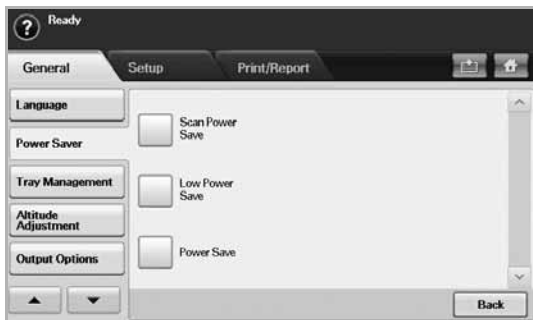 ?
Ready
General Setup Print/Report
Language
Power Saver
Tray Management
Altitude
Adjustment
Output Options
Scan Power
Save
Low Power
Save
Power Save
Back